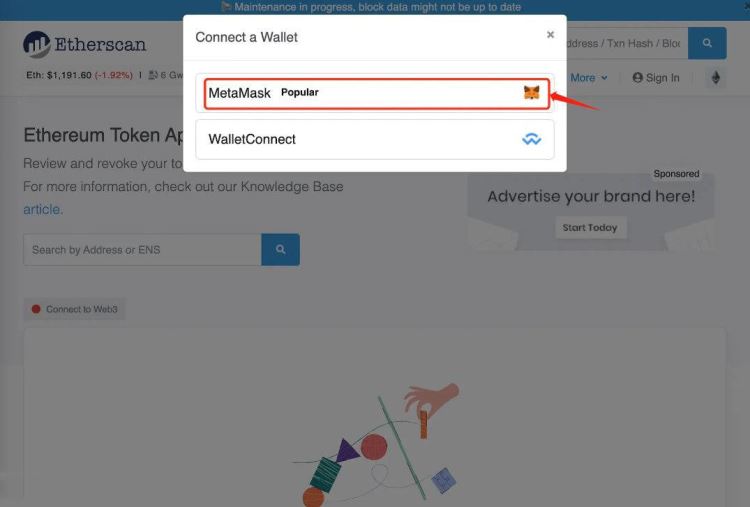 Maintenance in progress, block data might not be up to date
Etherscan
Eth: $1,191.60 (-1.92%) | 6 Gw
Connect a Wallet ×
ddress / Txn Hash / Bloc
More Sign In
MetaMask Popular
WalletConnect
Ethereum Token Ap
Review and revoke your to
For more information, check out our Knowledge Base
article.
Sponsored
Advertise your brand here!
Start Today
Search by Address or ENS
Connect to Web3